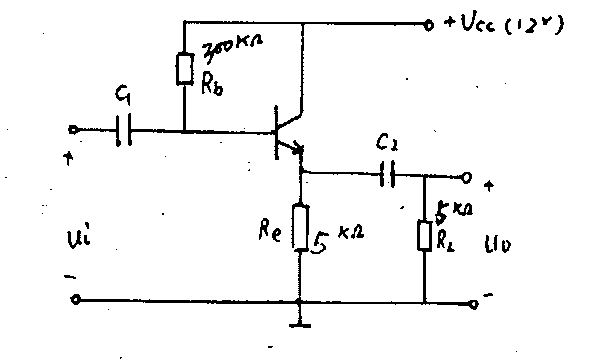 +Vcc (12V)
300KΩ
Rb
C1
+
C2
+
5KΩ
RL
Re
5 KΩ
Ui
Uo
-
-